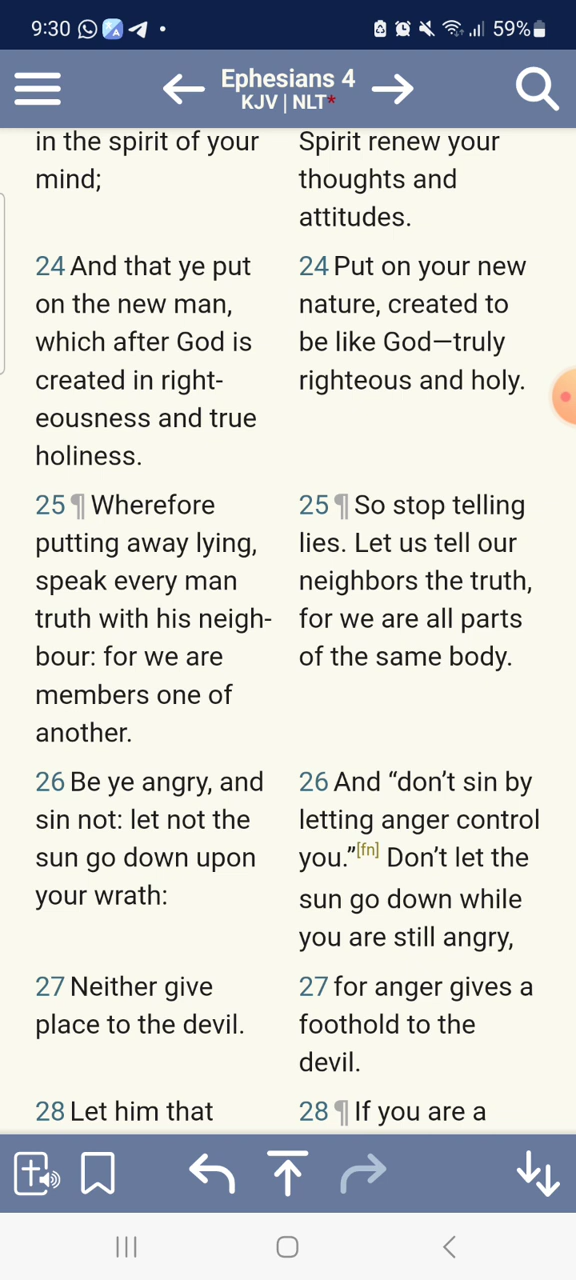 9:30
59%
Ephesians 4
KJV | NLT*
in the spirit of your
mind;
24 And that ye put
on the new man,
which after God is
created in right-
eousness and true
holiness.
25 ¶ Wherefore
putting away lying,
speak every man
truth with his neigh-
bour: for we are
members one of
another.
26 Be ye angry, and
sin not: let not the
sun go down upon
your wrath:
27 Neither give
place to the devil.
28 Let him that
Spirit renew your
thoughts and
attitudes.
24 Put on your new
nature, created to
be like God—truly
righteous and holy.
25 ¶ So stop telling
lies. Let us tell our
neighbors the truth,
for we are all parts
of the same body.
26 And “don’t sin by
letting anger control
you.”[fn] Don’t let the
sun go down while
you are still angry,
27 for anger gives a
foothold to the
devil.
28 ¶ If you are a